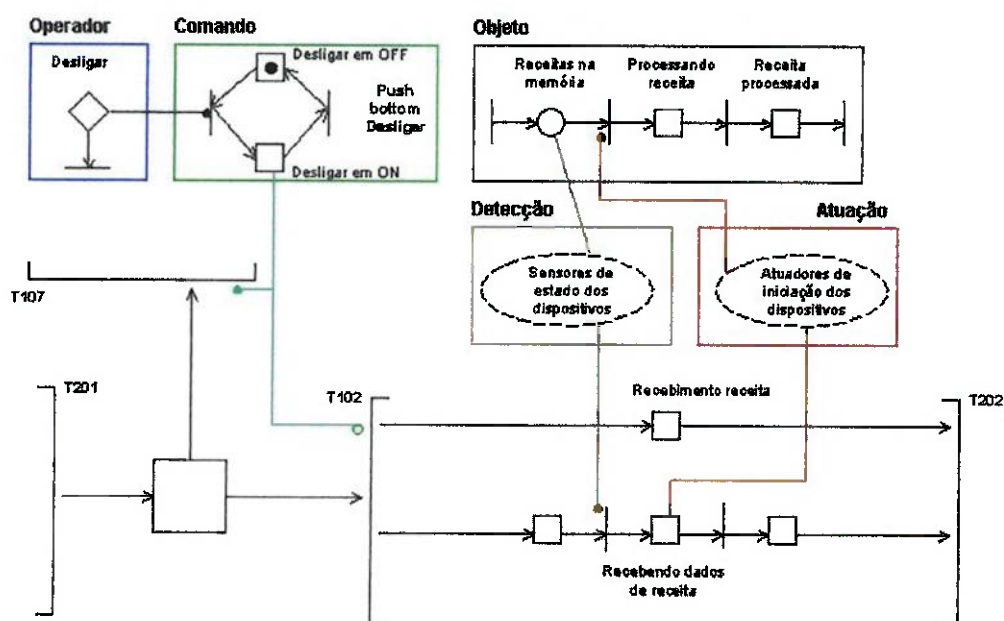 Operador
Comando
Objeto
Desligar
Desligar em OFF
Push
bottom
Desligar
Desligar em ON
Receitas na
memória
Processando
receita
Receita
processada
Detecção
Atuação
Sensores de
estado dos
dispositivos
Atuadores de
iniciação dos
dispositivos
T107
T201
T102
Recebimento receita
T202
Recebendo dados
de receita